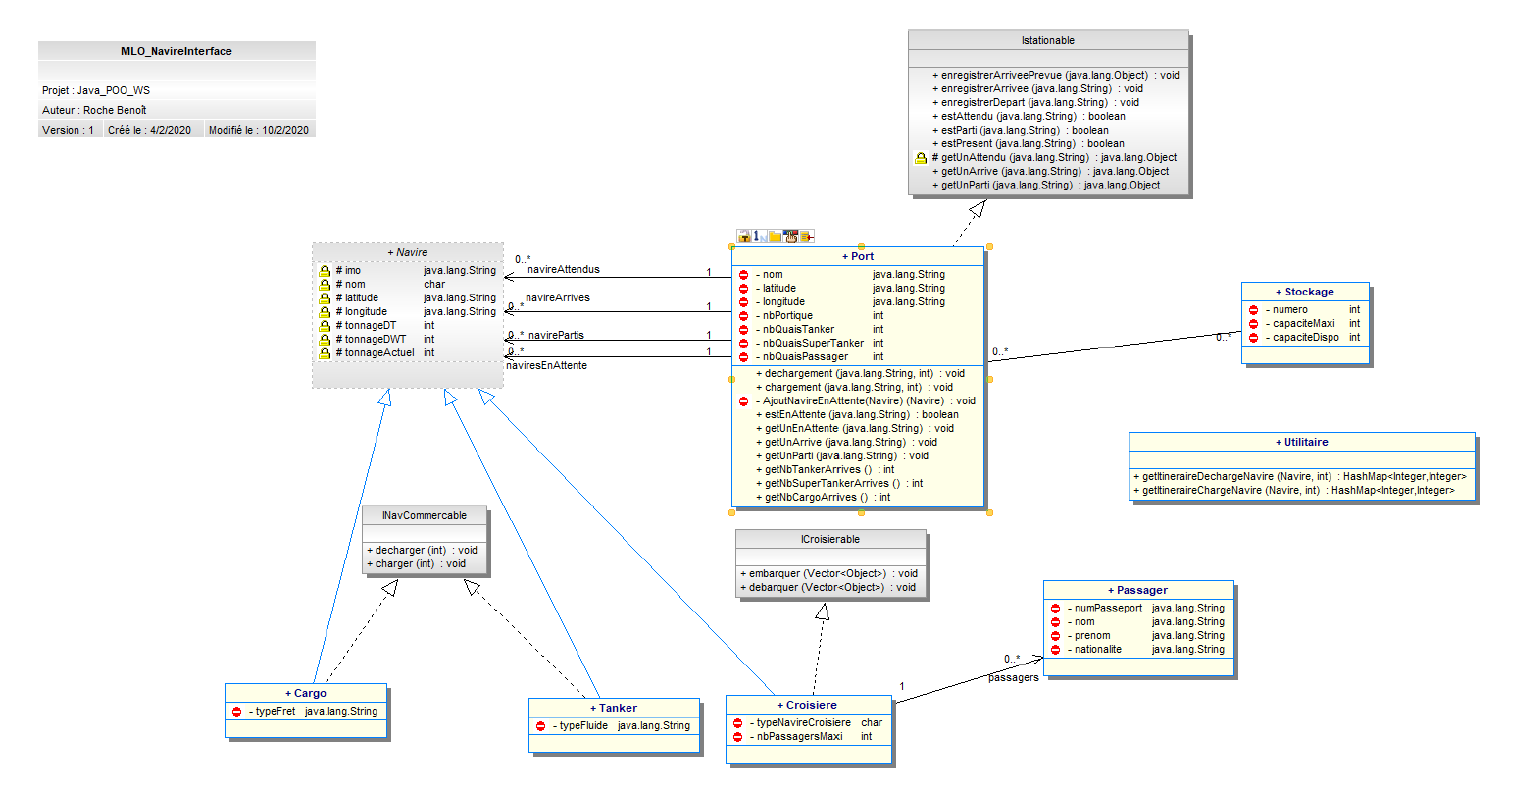 MLO_NavireInterface
Projet : Java_POO_WS
Auteur : Roche Benoît
Version : 1 Créé le : 4/2/2020 Modifié le : 10/2/2020
Istationable
+ enregistrerArriveePrevue (java.lang.Object) : void
+ enregistrerArrivee (java.lang.String) : void
+ enregistrerDepart (java.lang.String) : void
+ estAttendu (java.lang.String) : boolean
+ estParti (java.lang.String) : boolean
+ estPresent (java.lang.String) : boolean
# getUnAttendu (java.lang.String) : java.lang.Object
+ getUnArrive (java.lang.String) : java.lang.Object
+ getUnParti (java.lang.String) : java.lang.Object
+ Navire
# imo java.lang.String
# nom char
# latitude java.lang.String
# longitude java.lang.String
# tonnageDT int
# tonnageDWT int
# tonnageActuel int
0..* navireAttendus 1
0..* navireArrives 1
0..* navirePartis 1
0..* naviresEnAttente 1
+ Port
- nom java.lang.String
- latitude java.lang.String
- longitude java.lang.String
- nbPortique int
- nbQuaisTanker int
- nbQuaisSuperTanker int
- nbQuaisPassager int
+ dechargement (java.lang.String, int) : void
+ chargement (java.lang.String, int) : void
- AjoutNavireEnAttente(Navire) (Navire) : void
+ estEnAttente (java.lang.String) : boolean
+ getUnEnAttente (java.lang.String) : void
+ getUnArrive (java.lang.String) : void
+ getUnParti (java.lang.String) : void
+ getNbTankerArrives () : int
+ getNbSuperTankerArrives () : int
+ getNbCargoArrives () : int
0..* 0..*
+ Stockage
- numero int
- capaciteMaxi int
- capaciteDispo int
+ Utilitaire
+ getItineraireDechargeNavire (Navire, int) : HashMap<Integer,Integer>
+ getItineraireChargeNavire (Navire, int) : HashMap<Integer,Integer>
INavCommercable
+ decharger (int) : void
+ charger (int) : void
ICroisierable
+ embarquer (Vector<Object>) : void
+ debarquer (Vector<Object>) : void
+ Passager
- numPasseport java.lang.String
- nom java.lang.String
- prenom java.lang.String
- nationalite java.lang.String
1 0..* passagers
+ Cargo
- typeFret java.lang.String
+ Tanker
- typeFluide java.lang.String
+ Croisiere
- typeNavireCroisiere char
- nbPassagersMaxi int